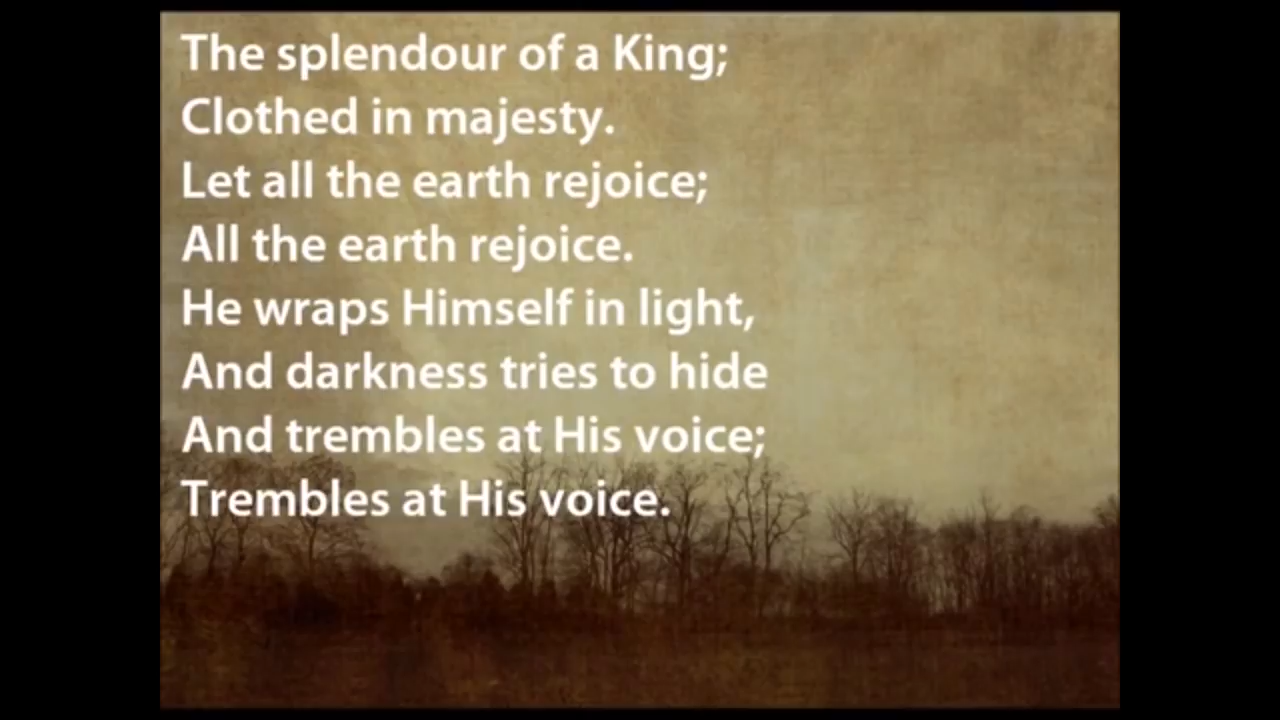 The splendour of a King;
Clothed in majesty.
Let all the earth rejoice;
All the earth rejoice.
He wraps Himself in light,
And darkness tries to hide
And trembles at His voice;
Trembles at His voice.